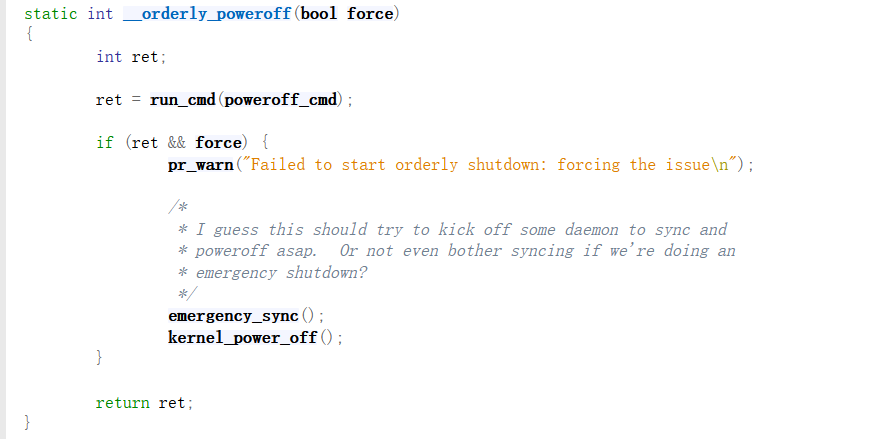 static int __orderly_poweroff(bool force)
{
        int ret;

        ret = run_cmd(poweroff_cmd);

        if (ret && force) {
                pr_warn("Failed to start orderly shutdown: forcing the issue\n");

                /*
                 * I guess this should try to kick off some daemon to sync and
                 * poweroff asap.  Or not even bother syncing if we're doing an
                 * emergency shutdown?
                 */
                emergency_sync();
                kernel_power_off();
        }

        return ret;
}